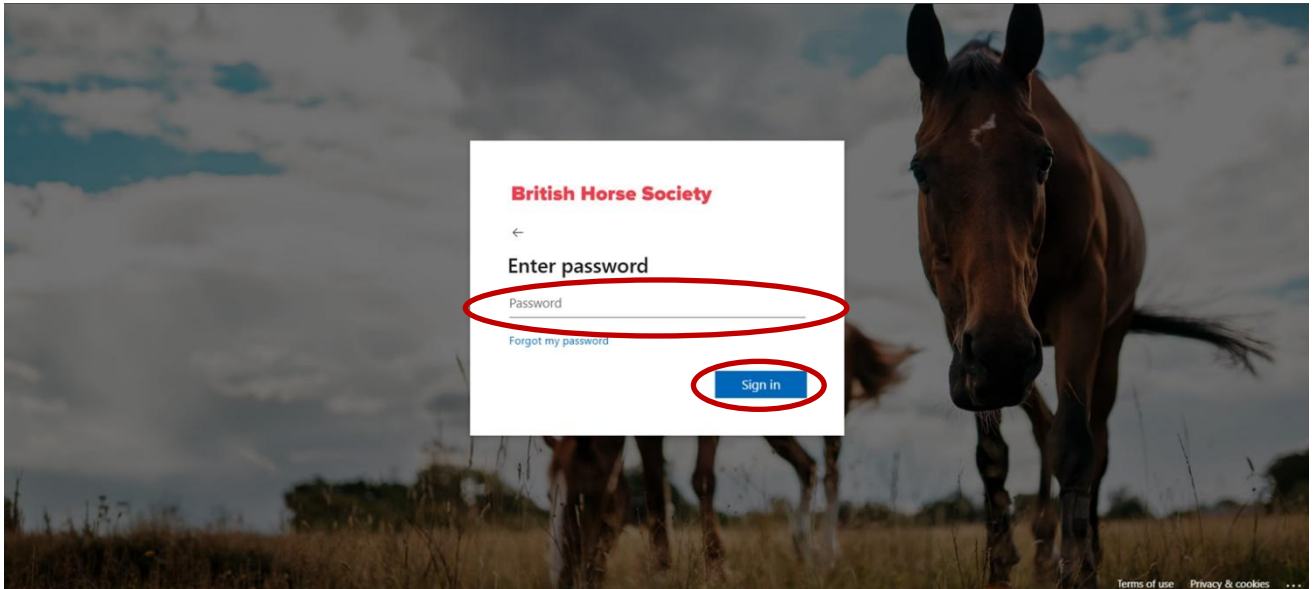 British Horse Society
←
Enter password
Password
Forgot my password
Sign in
Terms of use Privacy & cookies ...